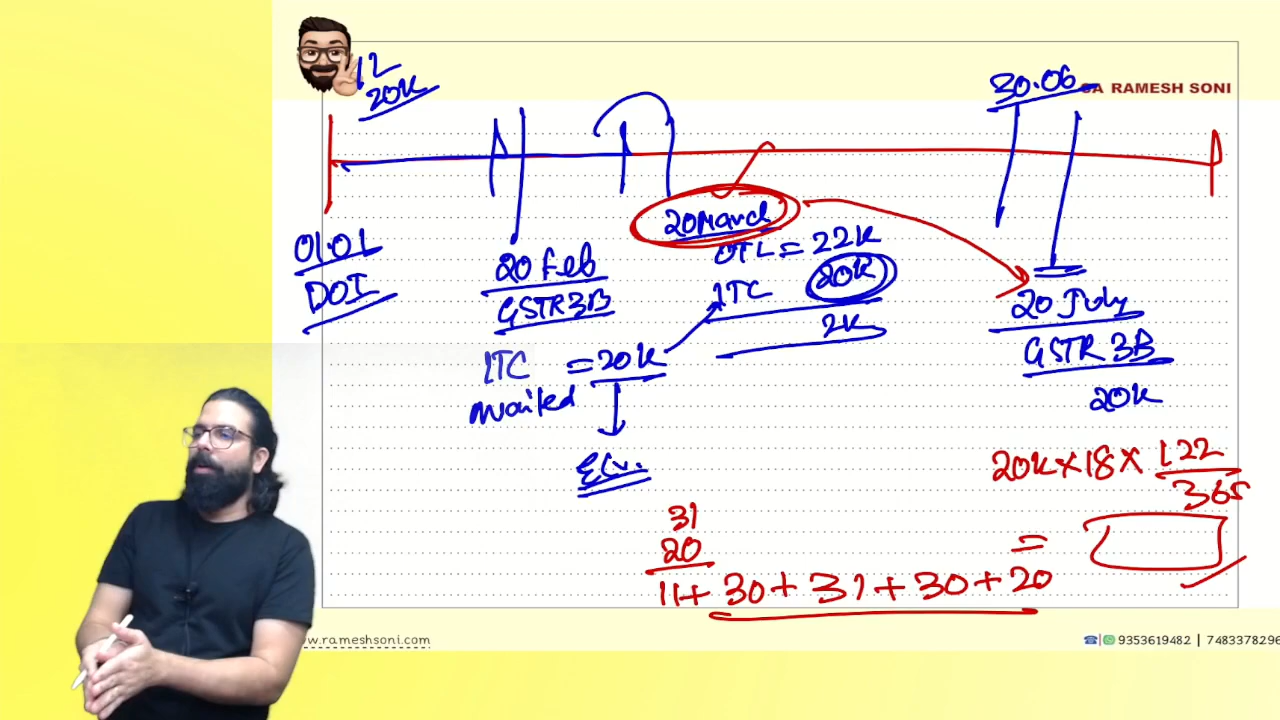 12
20K
30.06
CA RAMESH SONI
01.01
DOI
20 Feb
GSTR3B
ITC = 20K
Availed
ECr.
20 March
OTL = 22K
ITC 20K
2K
20 July
GSTR 3B
20K
20K × 18 × 122
365
=
31
20
11 + 30 + 31 + 30 + 20
www.rameshsoni.com
9353619482 | 7483378296